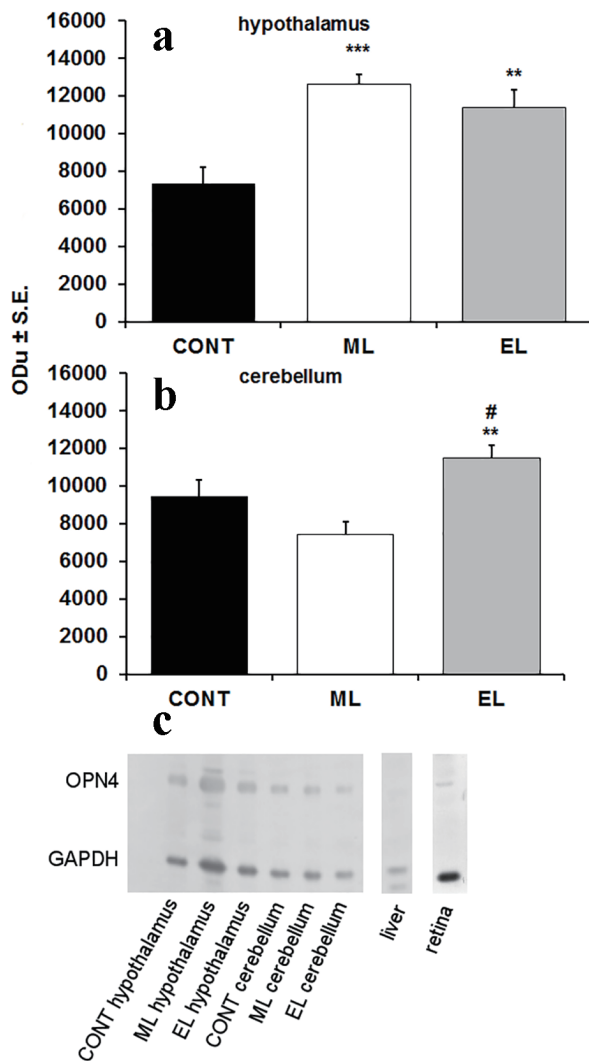 16000
a
hypothalamus
14000
***
**
12000
10000
8000
6000
4000
2000
0
CONT
ML
EL
ODu ± S.E.
16000
b
cerebellum
14000
#
12000
**
10000
8000
6000
4000
2000
0
CONT
ML
EL
c
OPN4
GAPDH
CONT hypothalamus
ML hypothalamus
EL hypothalamus
CONT cerebellum
ML cerebellum
EL cerebellum
liver
retina